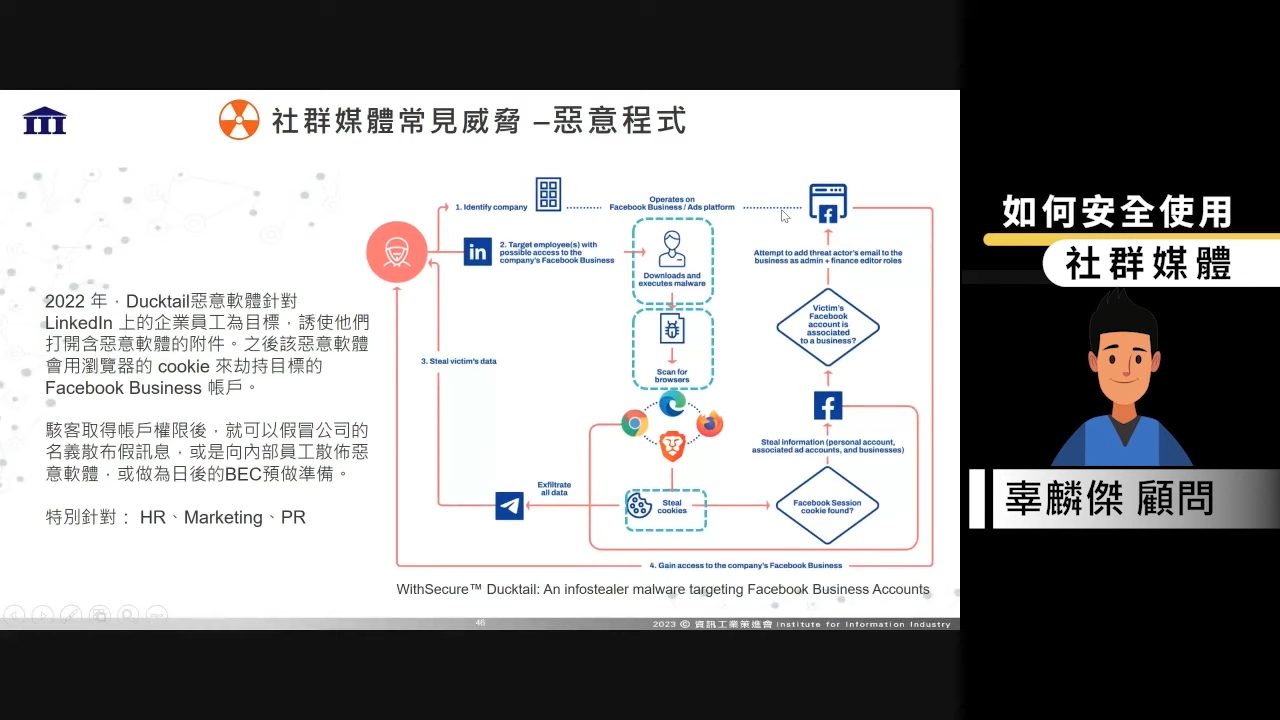 社群媒體常見威脅 –惡意程式
2022 年，Ducktail惡意軟體針對
LinkedIn 上的企業員工為目標，誘使他們
打開含惡意軟體的附件。之後該惡意軟體
會用瀏覽器的 cookie 來劫持目標的
Facebook Business 帳戶。
駭客取得帳戶權限後，就可以假冒公司的
名義散布假訊息，或是向內部員工散佈惡
意軟體，或做為日後的BEC預做準備。
特別針對： HR、Marketing、PR
1. Identify company
Operates on
Facebook Business / Ads platform
2. Target employee(s) with
possible access to the
company's Facebook Business
Downloads and
executes malware
Scan for
browsers
Steal
cookies
Exfiltrate
all data
3. Steal victim's data
Facebook Session
cookie found?
Steal information (personal account,
associated ad accounts, and businesses)
Victim's
Facebook
account is
associated
to a business?
Attempt to add threat actor's email to the
business as admin + finance editor roles
4. Gain access to the company's Facebook Business
WithSecure™ Ducktail: An infostealer malware targeting Facebook Business Accounts
46
2023 © 資訊工業策進會 Institute for Information Industry
如何安全使用
社群媒體
辜麟傑 顧問